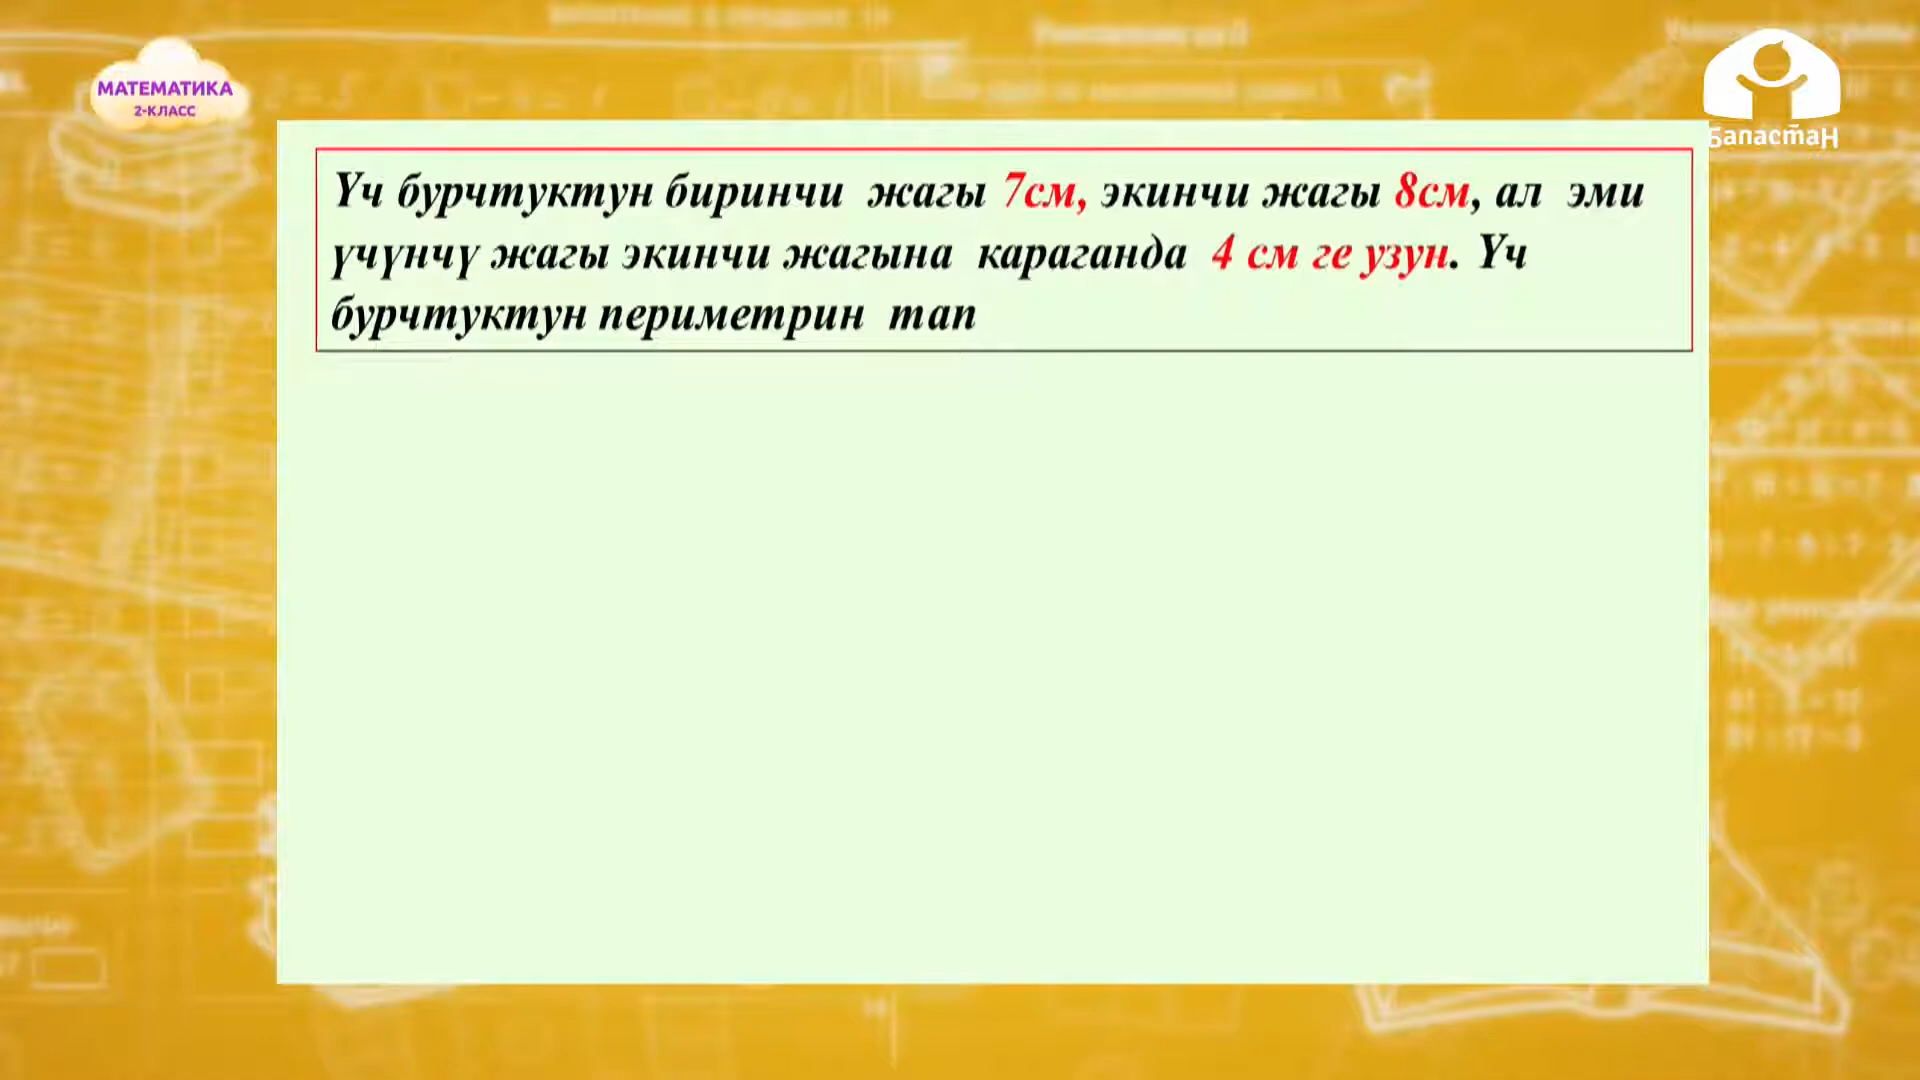 МАТЕМАТИКА
2-КЛАСС
Баластан
Үч бурчтуктун биринчи жагы 7см, экинчи жагы 8см, ал эми
үчүнчү жагы экинчи жагына караганда 4 см ге узун. Үч
бурчтуктун периметрин тап